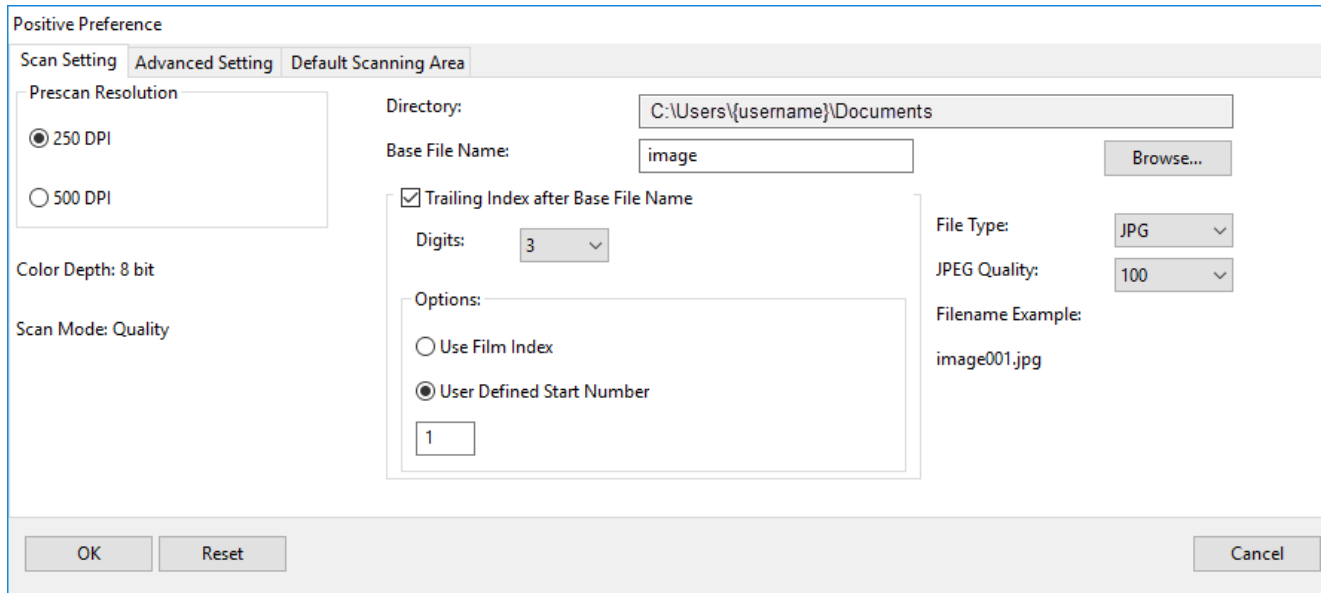 Positive Preference
Scan Setting Advanced Setting Default Scanning Area
Prescan Resolution
250 DPI
500 DPI
Color Depth: 8 bit
Scan Mode: Quality
Directory: C:\Users\{username}\Documents
Base File Name: image
Browse...
Trailing Index after Base File Name
Digits: 3
Options:
Use Film Index
User Defined Start Number
1
File Type: JPG
JPEG Quality: 100
Filename Example:
image001.jpg
OK Reset Cancel